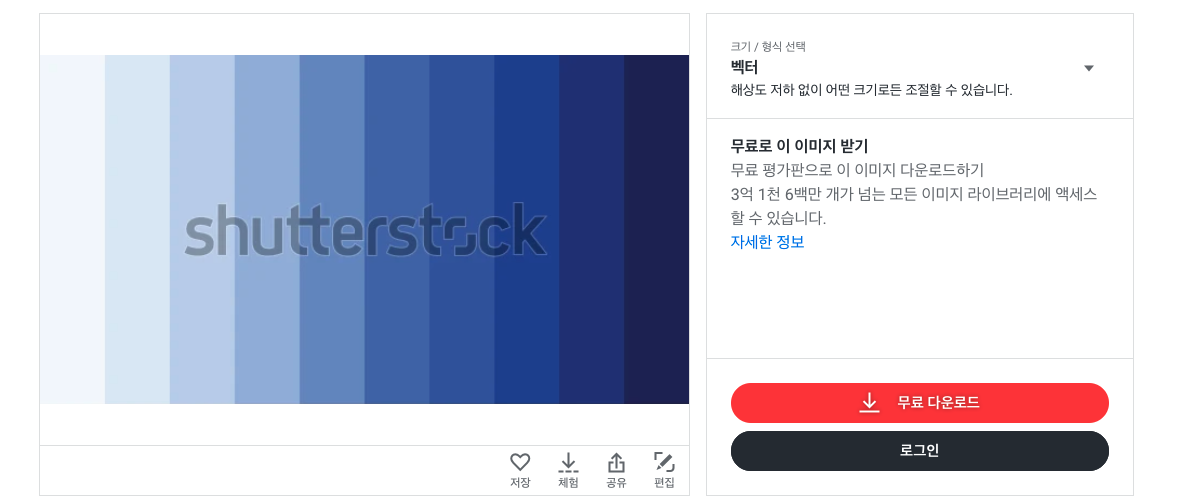 shutterstock
저장
체험
공유
편집
크기 / 형식 선택
벡터
해상도 저하 없이 어떤 크기로든 조절할 수 있습니다.
무료로 이 이미지 받기
무료 평가판으로 이 이미지 다운로드하기
3억 1천 6백만 개가 넘는 모든 이미지 라이브러리에 액세스
할 수 있습니다.
자세한 정보
무료 다운로드
로그인